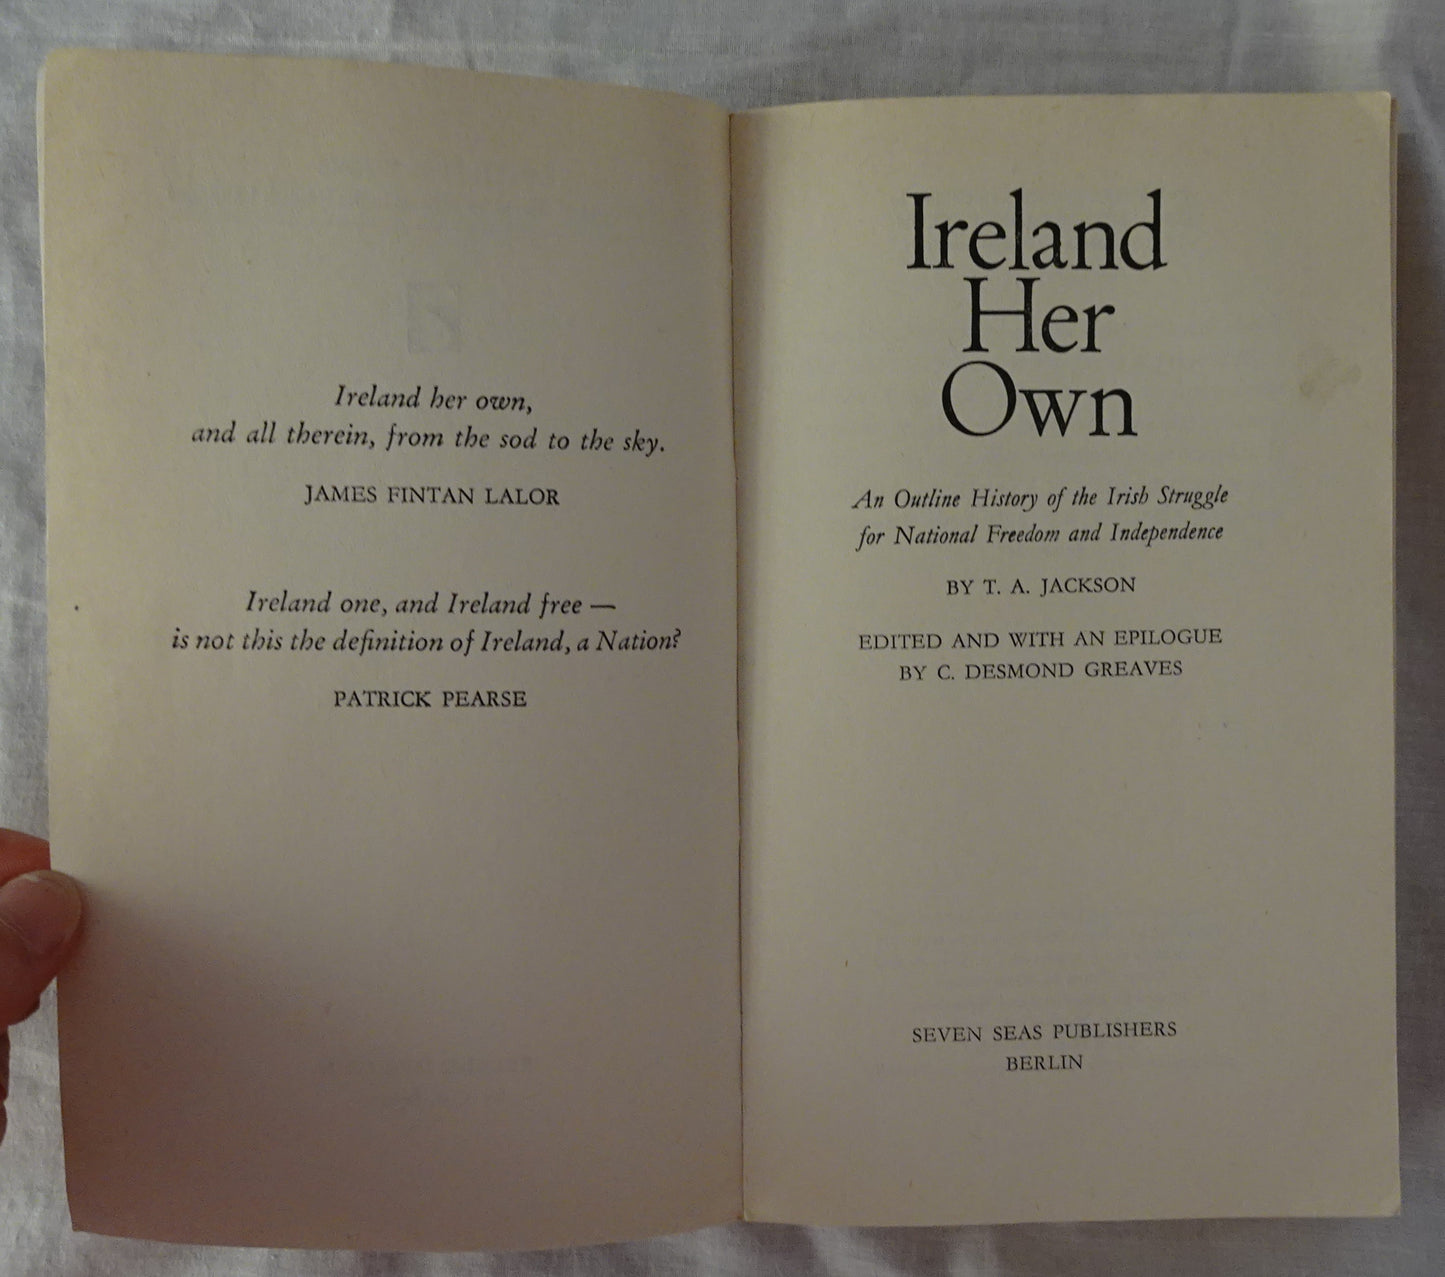 Ireland her own,
and all therein, from the sod to the sky.
JAMES FINTAN LALOR
Ireland one, and Ireland free —
is not this the definition of Ireland, a Nation?
PATRICK PEARSE
Ireland
Her
Own
An Outline History of the Irish Struggle
for National Freedom and Independence
BY T. A. JACKSON
EDITED AND WITH AN EPILOGUE
BY C. DESMOND GREAVES
SEVEN SEAS PUBLISHERS
BERLIN